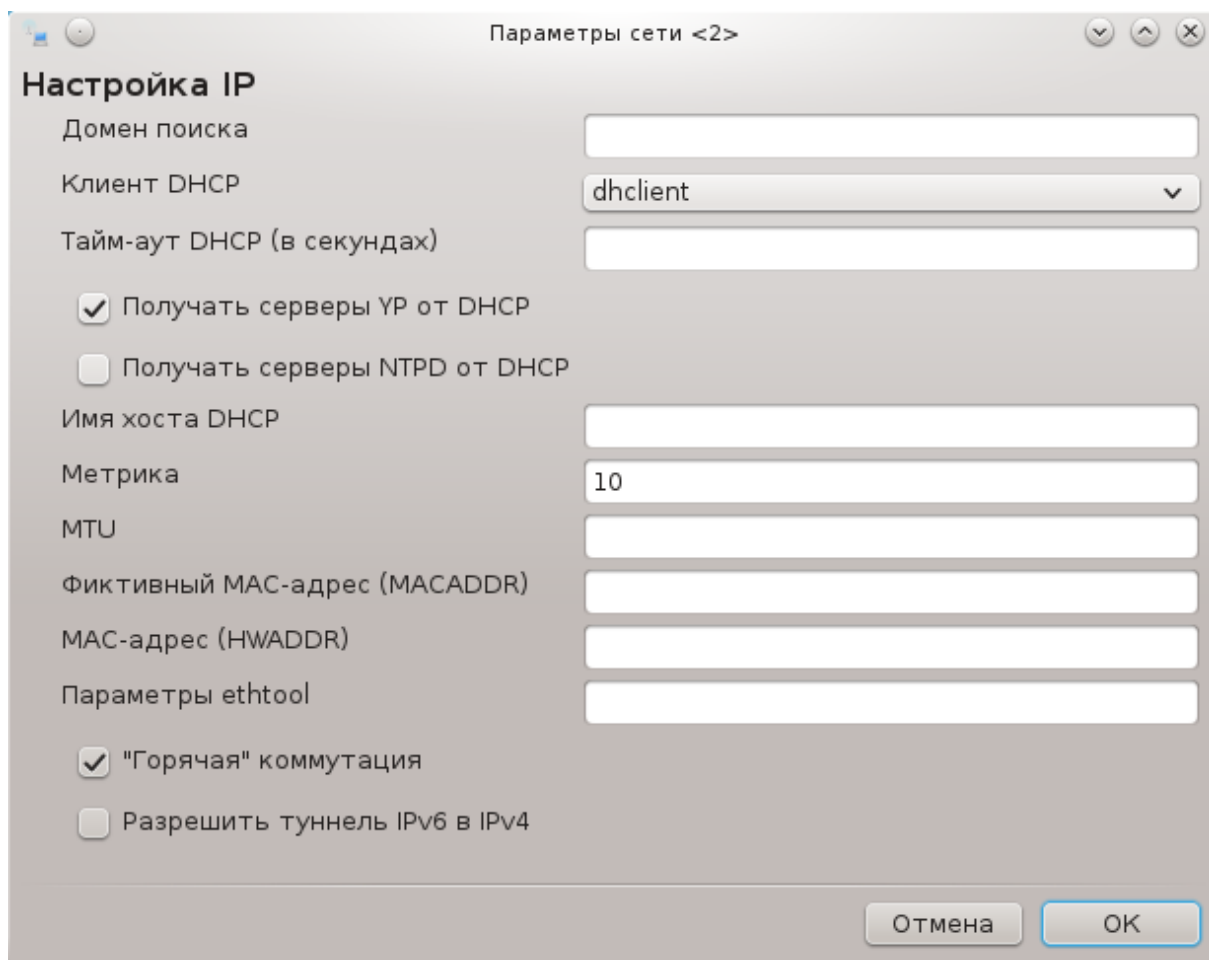 Параметры сети <2>
Настройка IP
Домен поиска
Клиент DHCP dhclient
Тайм-аут DHCP (в секундах)
Получать серверы YP от DHCP
Получать серверы NTPD от DHCP
Имя хоста DHCP
Метрика 10
MTU
Фиктивный MAC-адрес (MACADDR)
MAC-адрес (HWADDR)
Параметры ethtool
"Горячая" коммутация
Разрешить туннель IPv6 в IPv4
Отмена OK